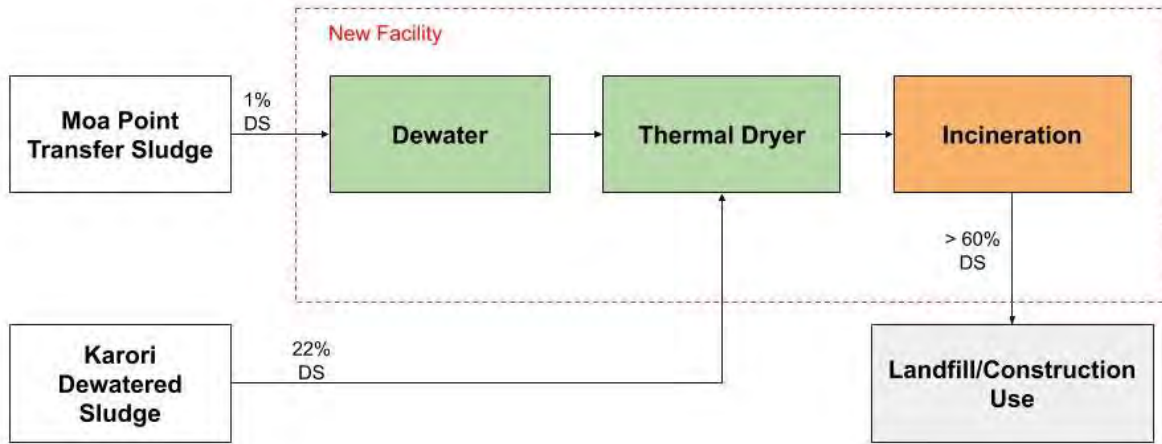 New Facility
Moa Point
Transfer Sludge
1%
DS
Dewater
Thermal Dryer
Incineration
> 60%
DS
Karori
Dewatered
Sludge
22%
DS
Landfill/Construction
Use